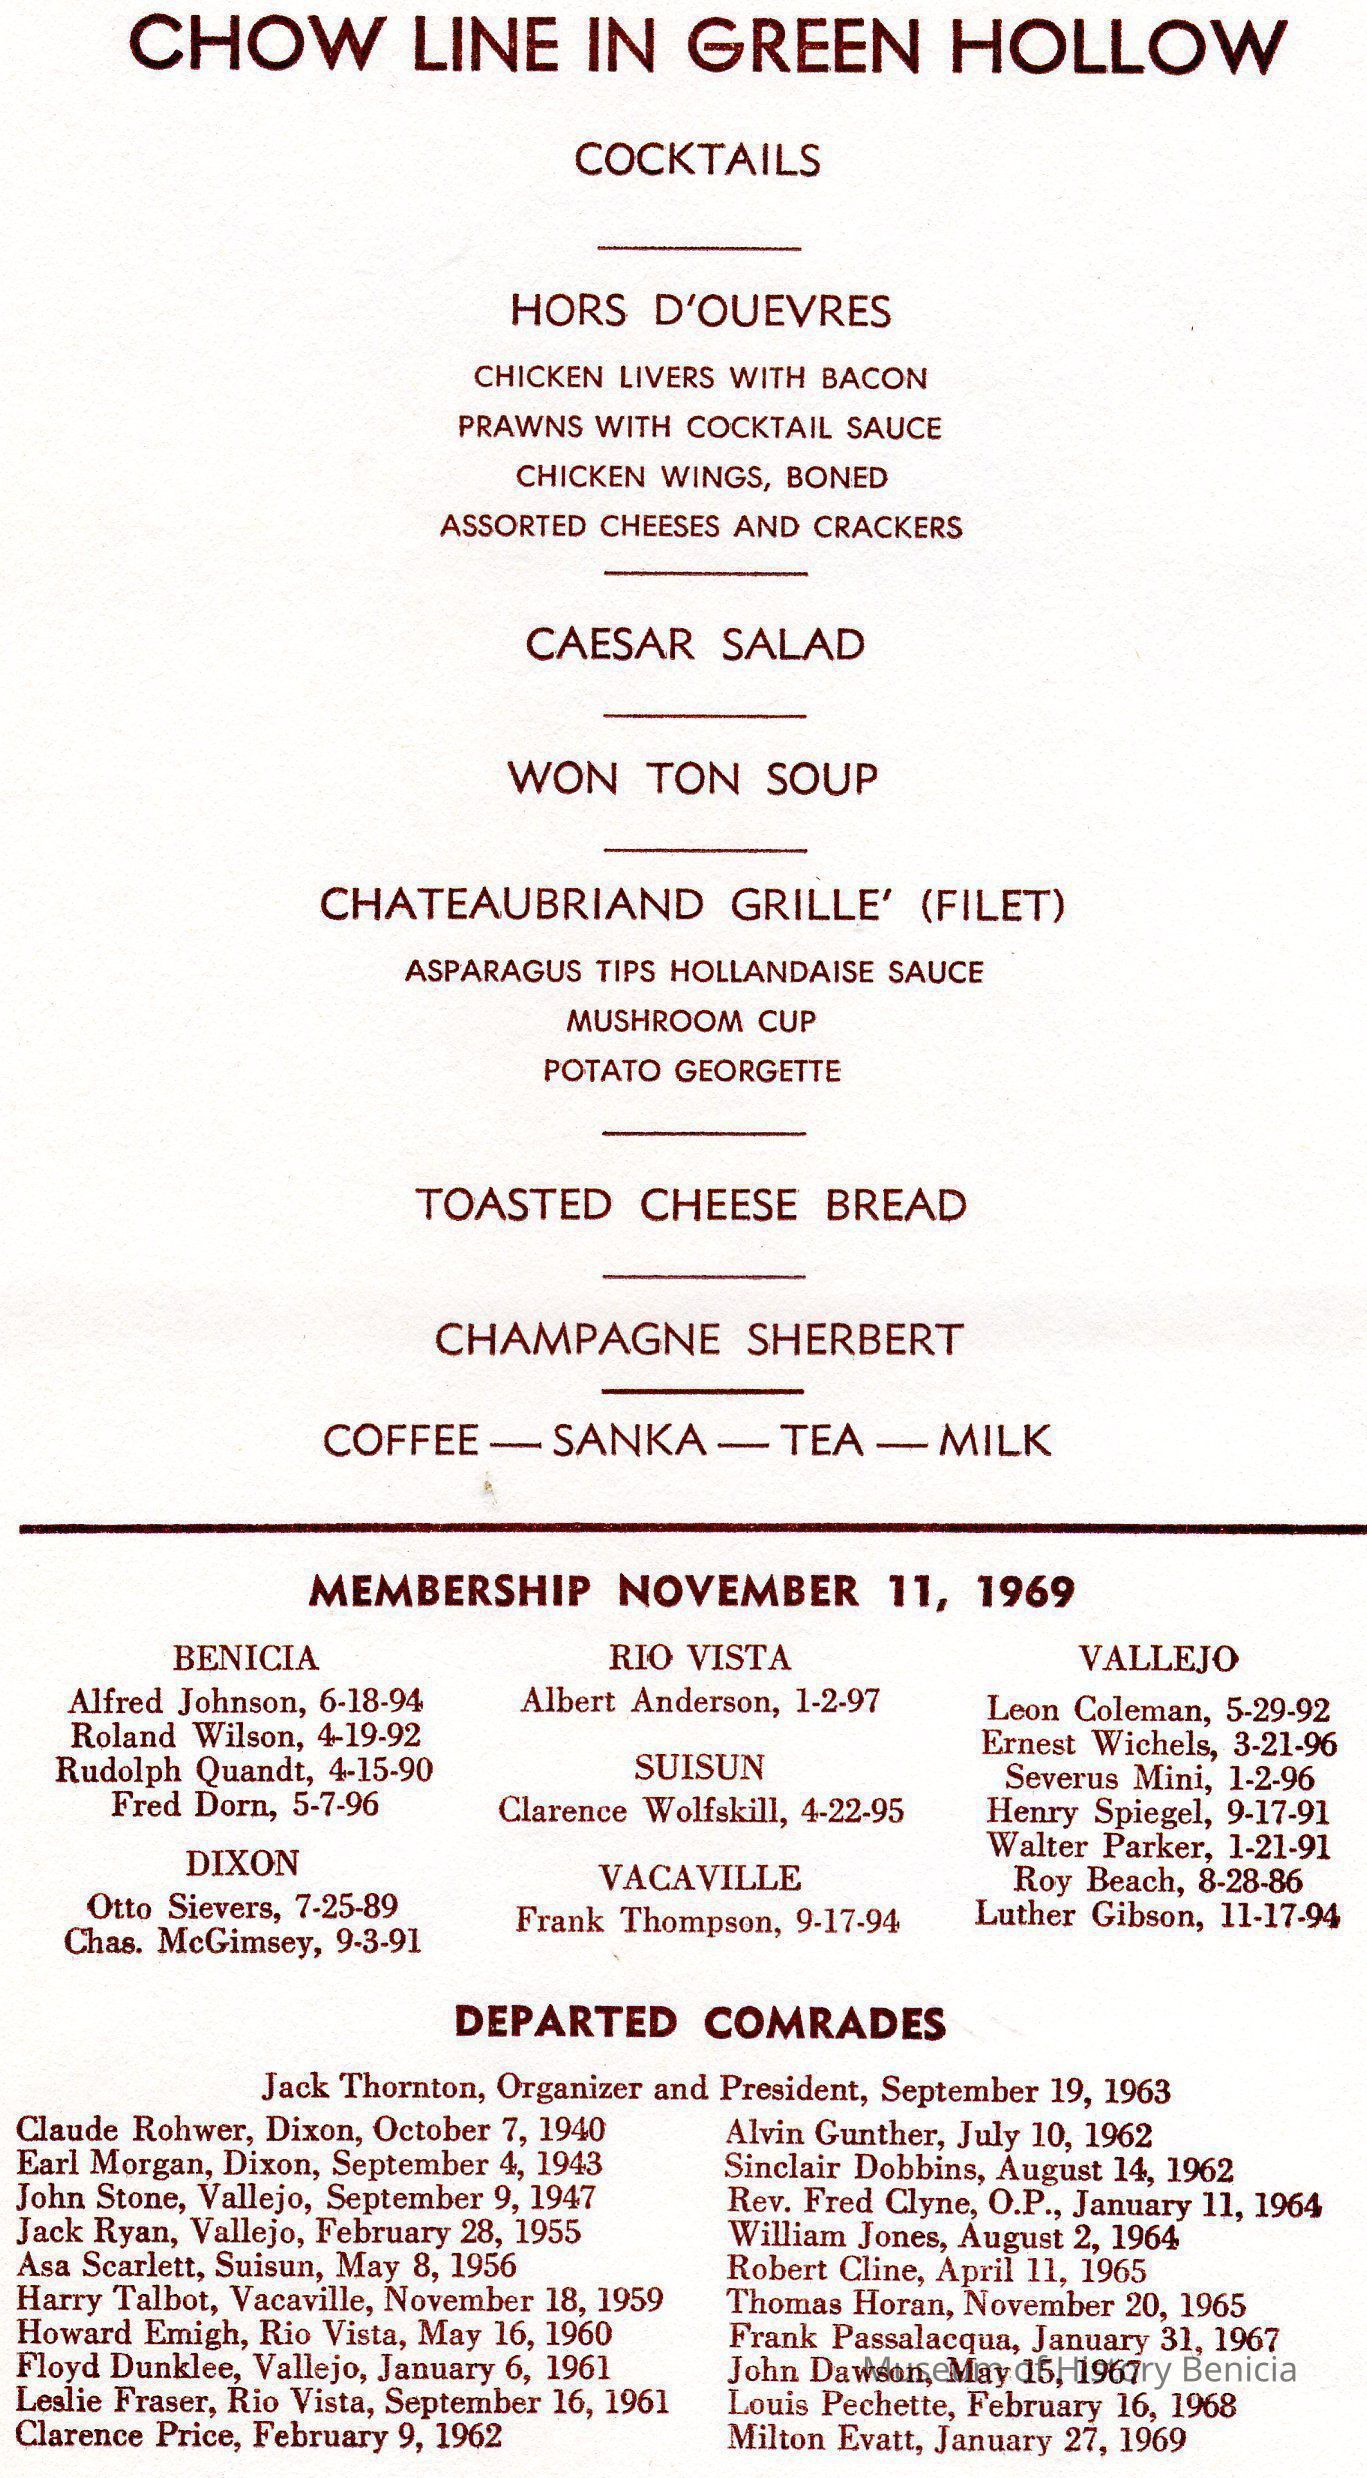 CHOW LINE IN GREEN HOLLOW
COCKTAILS
HORS D'OUEVRES
CHICKEN LIVERS WITH BACON
PRAWNS WITH COCKTAIL SAUCE
CHICKEN WINGS, BONED
ASSORTED CHEESES AND CRACKERS
CAESAR SALAD
WON TON SOUP
CHATEAUBRIAND GRILLE' (FILET)
ASPARAGUS TIPS HOLLANDAISE SAUCE
MUSHROOM CUP
POTATO GEORGETTE
TOASTED CHEESE BREAD
CHAMPAGNE SHERBERT
COFFEE — SANKA — TEA — MILK
MEMBERSHIP NOVEMBER 11, 1969
BENICIA
Alfred Johnson, 6-18-94
Roland Wilson, 4-19-92
Rudolph Quandt, 4-15-90
Fred Dorn, 5-7-96
DIXON
Otto Sievers, 7-25-89
Chas. McGimsey, 9-3-91
RIO VISTA
Albert Anderson, 1-2-97
SUISUN
Clarence Wolfskill, 4-22-95
VACAVILLE
Frank Thompson, 9-17-94
VALLEJO
Leon Coleman, 5-29-92
Ernest Wichels, 3-21-96
Severus Mini, 1-2-96
Henry Spiegel, 9-17-91
Walter Parker, 1-21-91
Roy Beach, 8-28-86
Luther Gibson, 11-17-94
DEPARTED COMRADES
Jack Thornton, Organizer and President, September 19, 1963
Claude Rohwer, Dixon, October 7, 1940
Earl Morgan, Dixon, September 4, 1943
John Stone, Vallejo, September 9, 1947
Jack Ryan, Vallejo, February 28, 1955
Asa Scarlett, Suisun, May 8, 1956
Harry Talbot, Vacaville, November 18, 1959
Howard Emigh, Rio Vista, May 16, 1960
Floyd Dunklee, Vallejo, January 6, 1961
Leslie Fraser, Rio Vista, September 16, 1961
Clarence Price, February 9, 1962
Alvin Gunther, July 10, 1962
Sinclair Dobbins, August 14, 1962
Rev. Fred Clyne, O.P., January 11, 1964
William Jones, August 2, 1964
Robert Cline, April 11, 1965
Thomas Horan, November 20, 1965
Frank Passalacqua, January 31, 1967
John Dawson, May 15, 1967
Louis Pechette, February 16, 1968
Milton Evatt, January 27, 1969
Museum of History Benicia